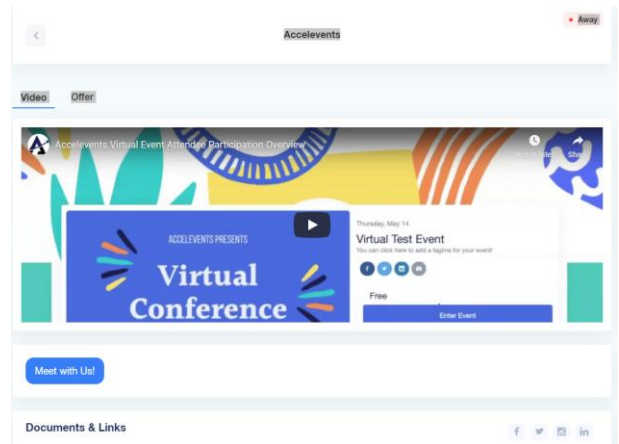 Away
Accelevents
Video Offer
Accelevents Virtual Event Attendee Participation Overview
Watch later Share
ACCELEVENTS PRESENTS
Virtual
Conference
Thursday, May 14
Virtual Test Event
You can click here to add a tagline for your event!
Free
Enter Event
Meet with Us!
Documents & Links